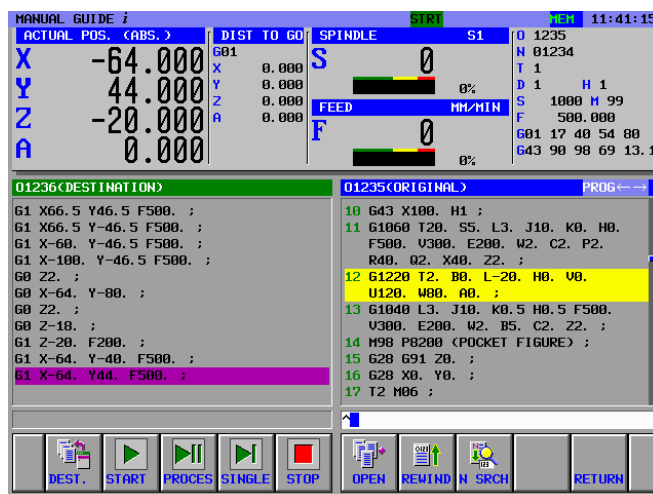 MANUAL GUIDE i STRT MEM 11:41:15
ACTUAL POS. (ABS.) DIST TO GO SPINDLE S1 O 1235
X -64.000 G01 S 0 N 01234
Y 44.000 X 0.000 T 1
Z -20.000 Y 0.000 0% D 1 H 1
A 0.000 Z 0.000 FEED MM/MIN S 1000 M 99
A 0.000 F 0 F 500.000
0% G01 17 40 54 80
G43 90 98 69 13.1
O1236(DESTINATION)
G1 X66.5 Y46.5 F500. ;
G1 X66.5 Y-46.5 F500. ;
G1 X-60. Y-46.5 F500. ;
G1 X-100. Y-46.5 F500. ;
G0 Z2. ;
G0 X-64. Y-80. ;
G0 Z2. ;
G0 Z-18. ;
G1 Z-20. F200. ;
G1 X-64. Y-40. F500. ;
G1 X-64. Y44. F500. ;
O1235(ORIGINAL) PROG←→
10 G43 X100. H1 ;
11 G1060 T20. S5. L3. J10. K0. H0.
F500. V300. E200. W2. C2. P2.
R40. Q2. X40. Z2. ;
12 G1220 T2. B0. L-20. H0. V0.
U120. W80. A0. ;
13 G1040 L3. J10. K0.5 H0.5 F500.
V300. E200. W2. B5. C2. Z2. ;
14 M98 P8200 (POCKET FIGURE) ;
15 G28 G91 Z0. ;
16 G28 X0. Y0. ;
17 T2 M06 ;
^
DEST. START PROCES SINGLE STOP OPEN REWIND N SRCH RETURN